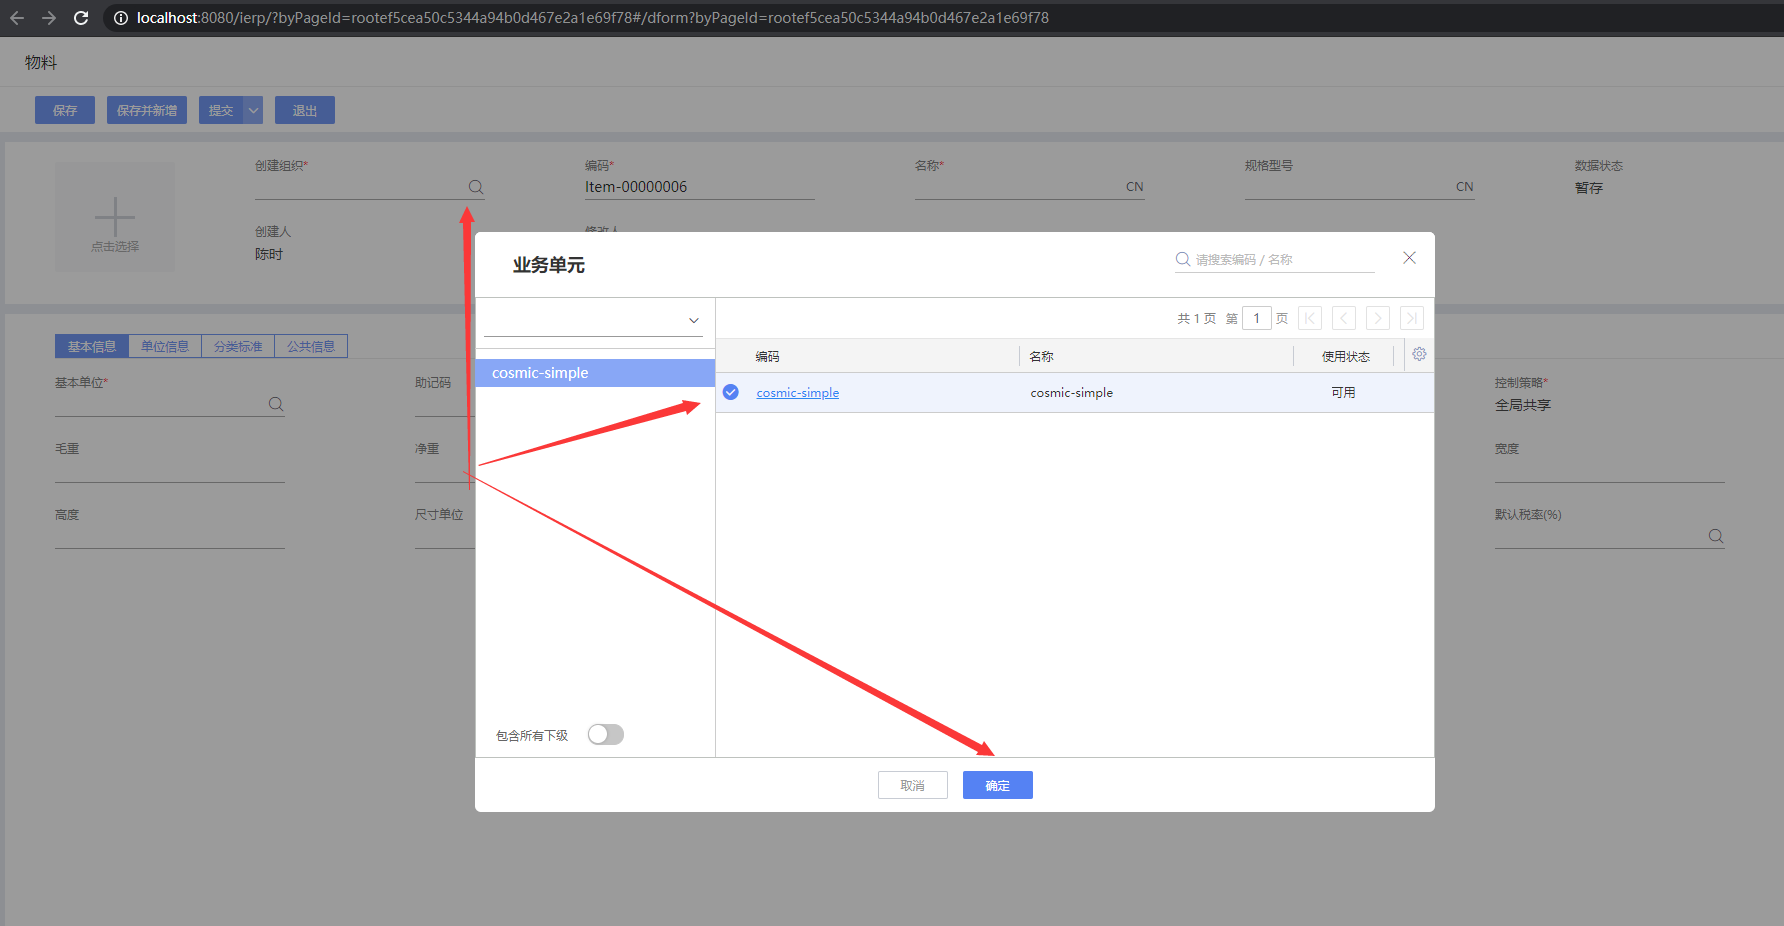 localhost:8080/ierp/?byPageId=rootef5cea50c5344a94b0d467e2a1e69f78#/dform?byPageId=rootef5cea50c5344a94b0d467e2a1e69f78
物料
保存 保存并新增 提交 退出
创建组织* 编码* 名称* 规格型号 数据状态
Item-00000006 CN CN 暂存
点击选择
创建人 修改人
陈时
业务单元 请搜索编码 / 名称
共 1 页 第 1 页
基本信息 单位信息 分类标准 公共信息
编码 名称 使用状态
cosmic-simple
cosmic-simple cosmic-simple 可用
基本单位* 助记码 控制策略*
全局共享
毛重 净重 宽度
高度 尺寸单位 默认税率(%)
包含所有下级
取消 确定